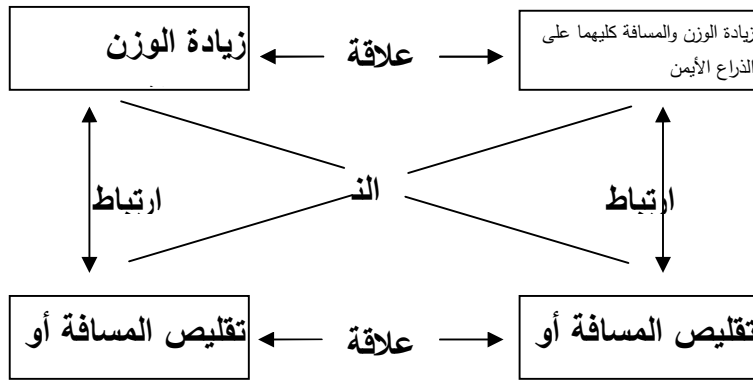 زيادة الوزن والمسافة كليهما على
الذراع الأيمن
علاقة
زيادة الوزن
ارتباط
النـ
ارتباط
تقليص المسافة أو
علاقة
تقليص المسافة أو